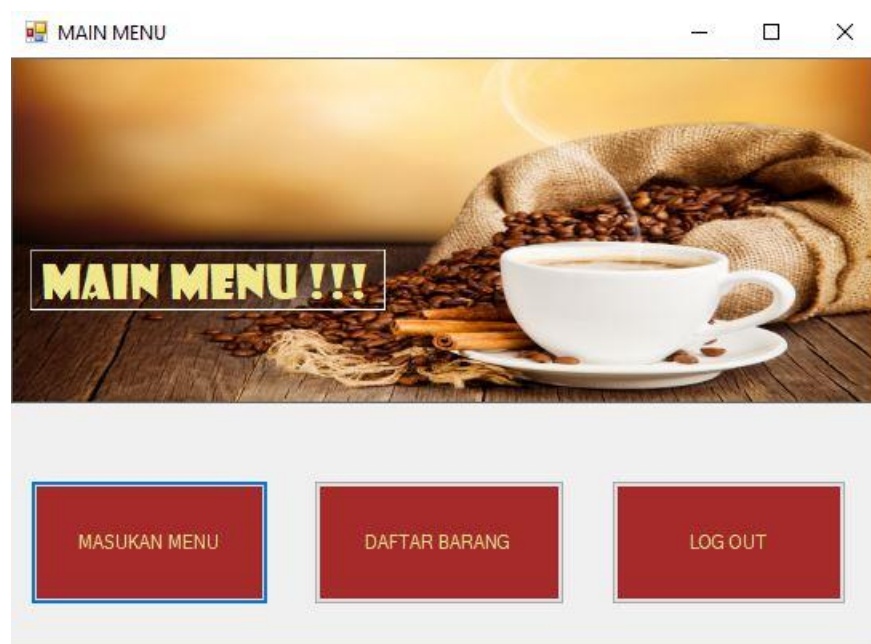 MAIN MENU
MAIN MENU !!!
MASUKAN MENU
DAFTAR BARANG
LOG OUT